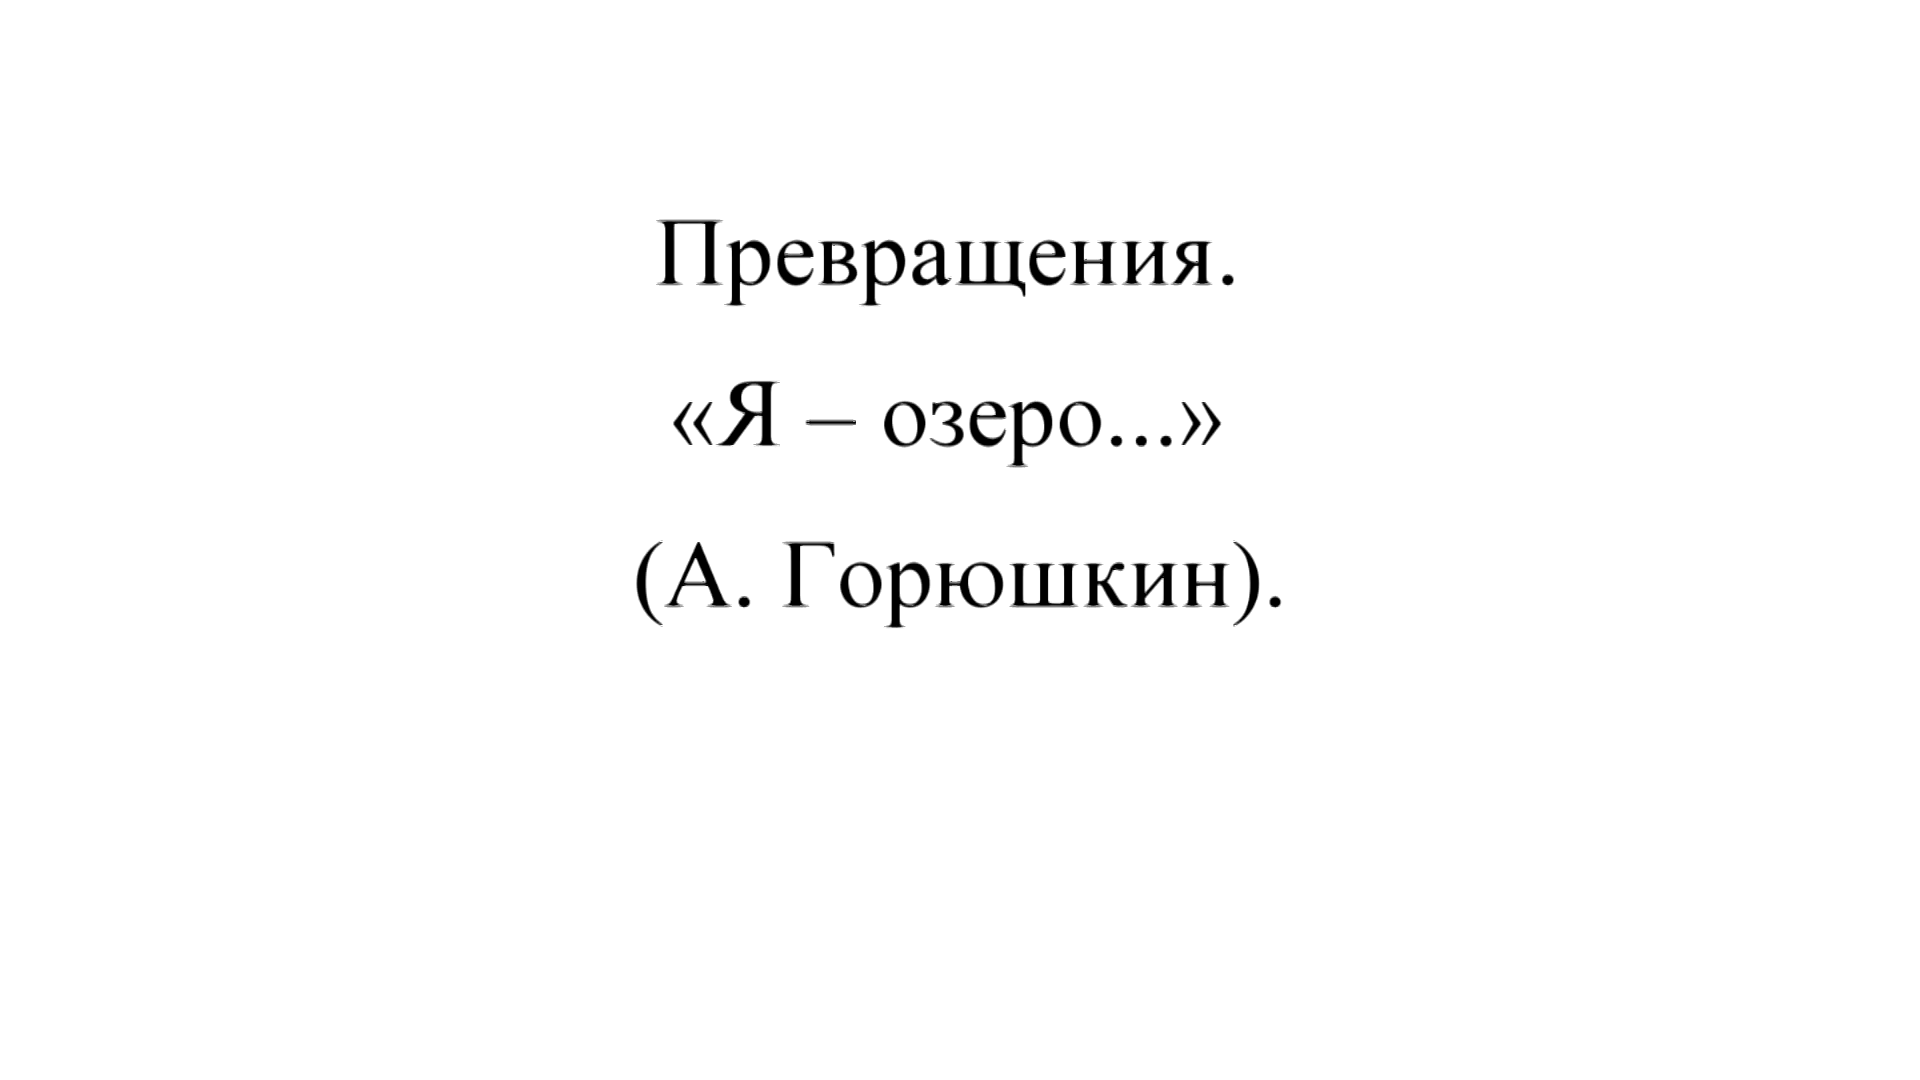 Превращения.
«Я – озеро...»
(А. Горюшкин).